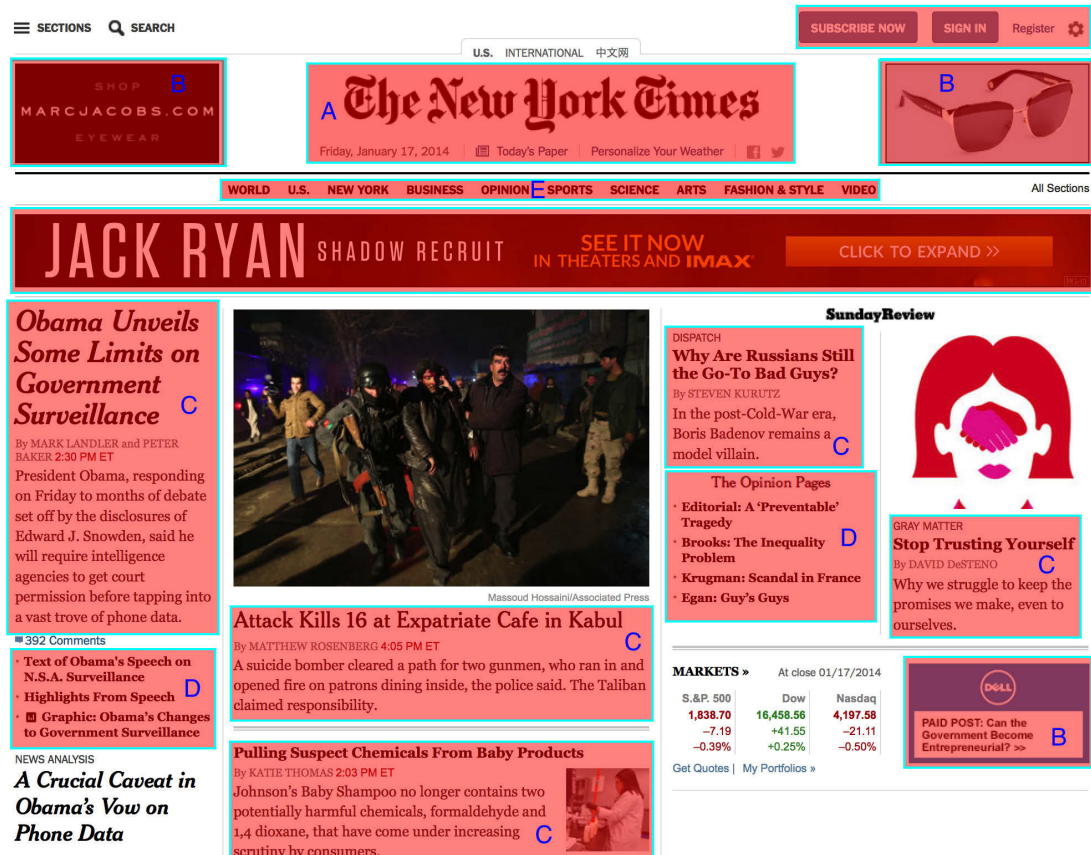 SECTIONS SEARCH
SUBSCRIBE NOW SIGN IN Register
U.S. INTERNATIONAL 中文网
SHOP
MARCJACOBS.COM
EYEWEAR
B
A
The New York Times
B
Friday, January 17, 2014 Today's Paper Personalize Your Weather
WORLD U.S. NEW YORK BUSINESS OPINION E SPORTS SCIENCE ARTS FASHION & STYLE VIDEO All Sections
JACK RYAN SHADOW RECRUIT
SEE IT NOW
IN THEATERS AND IMAX
CLICK TO EXPAND >>
Obama Unveils
Some Limits on
Government
Surveillance
C
By MARK LANDLER and PETER
BAKER 2:30 PM ET
President Obama, responding
on Friday to months of debate
set off by the disclosures of
Edward J. Snowden, said he
will require intelligence
agencies to get court
permission before tapping into
a vast trove of phone data.
392 Comments
• Text of Obama's Speech on
N.S.A. Surveillance
• Highlights From Speech
D
• Graphic: Obama's Changes
to Government Surveillance
NEWS ANALYSIS
A Crucial Caveat in
Obama's Vow on
Phone Data
Massoud Hossaini/Associated Press
Attack Kills 16 at Expatriate Cafe in Kabul
C
By MATTHEW ROSENBERG 4:05 PM ET
A suicide bomber cleared a path for two gunmen, who ran in and
opened fire on patrons dining inside, the police said. The Taliban
claimed responsibility.
Pulling Suspect Chemicals From Baby Products
By KATIE THOMAS 2:03 PM ET
Johnson's Baby Shampoo no longer contains two
potentially harmful chemicals, formaldehyde and
1,4 dioxane, that have come under increasing
C
scrutiny by consumers.
SundayReview
DISPATCH
Why Are Russians Still
the Go-To Bad Guys?
By STEVEN KURUTZ
In the post-Cold-War era,
Boris Badenov remains a
model villain.
C
The Opinion Pages
• Editorial: A 'Preventable'
Tragedy
• Brooks: The Inequality
Problem
D
• Krugman: Scandal in France
• Egan: Guy's Guys
GRAY MATTER
Stop Trusting Yourself
By DAVID DeSTENO
C
Why we struggle to keep the
promises we make, even to
ourselves.
MARKETS » At close 01/17/2014
S.&P. 500 Dow Nasdaq
1,838.70 16,458.56 4,197.58
–7.19 +41.55 –21.11
–0.39% +0.25% –0.50%
Get Quotes | My Portfolios »
DELL
PAID POST: Can the
Government Become
Entrepreneurial? >>
B